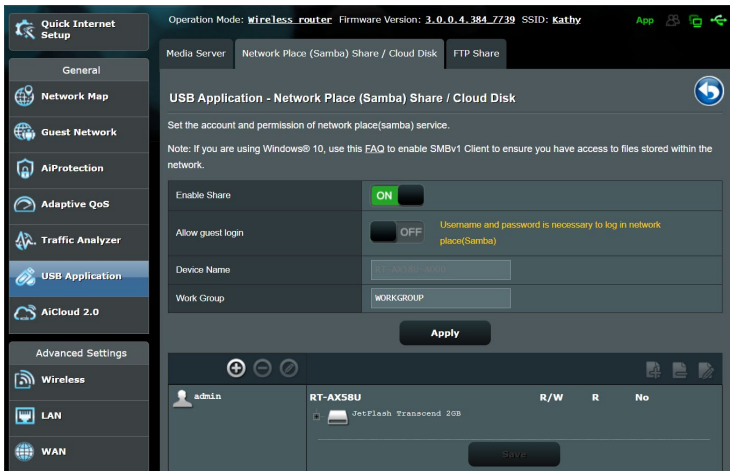 Quick Internet
Setup
General
Network Map
Guest Network
AiProtection
Adaptive QoS
Traffic Analyzer
USB Application
AiCloud 2.0
Advanced Settings
Wireless
LAN
WAN
Operation Mode: Wireless router Firmware Version: 3.0.0.4.384_7739 SSID: Kathy
App
Media Server
Network Place (Samba) Share / Cloud Disk
FTP Share
USB Application - Network Place (Samba) Share / Cloud Disk
Set the account and permission of network place(samba) service.
Note: If you are using Windows® 10, use this FAQ to enable SMBv1 Client to ensure you have access to files stored within the
network.
Enable Share
ON
Allow guest login
OFF
Username and password is necessary to log in network
place(Samba)
Device Name
Work Group
WORKGROUP
Apply
admin
RT-AX58U R/W R No
JetFlash Transcend 2GB
Save